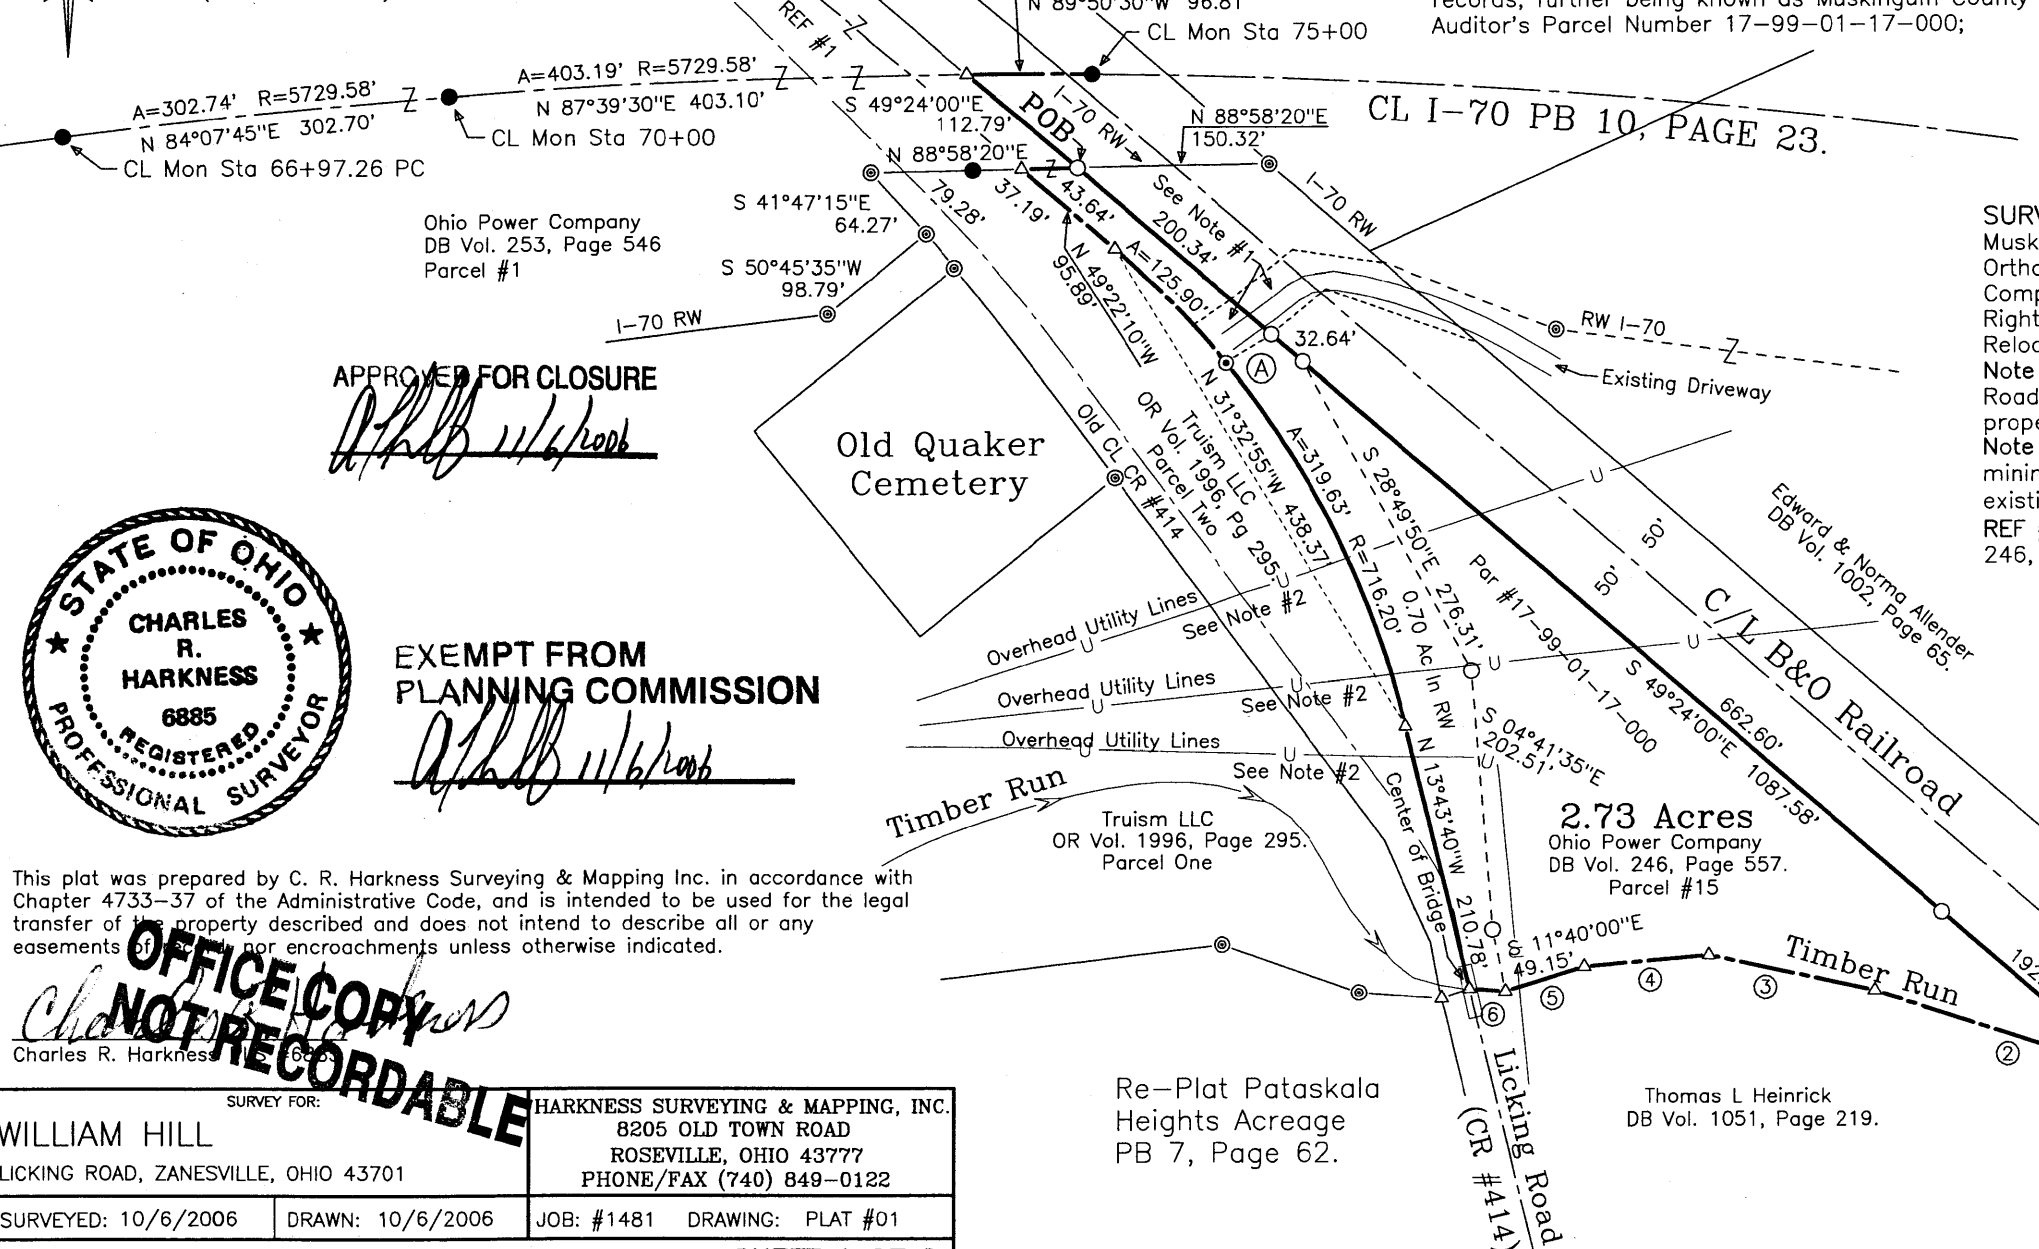 N 89°50'30"W 96.81'
records, further being known as Muskingum County
Auditor's Parcel Number 17-99-01-17-000;
REF #1
CL Mon Sta 75+00
A=302.74' R=5729.58'
N 84°07'45"E 302.70'
CL Mon Sta 66+97.26 PC
A=403.19' R=5729.58'
N 87°39'30"E 403.10'
CL Mon Sta 70+00
S 49°24'00"E
112.79'
POB
I-70 RW
N 88°58'20"E
150.32'
CL I-70 PB 10, PAGE 23.
N 88°58'20"E
37.19'
43.64'
79.28'
See Note #1
200.34'
I-70 RW
S 41°47'15"E
64.27'
Ohio Power Company
DB Vol. 253, Page 546
Parcel #1
S 50°45'35"W
98.79'
I-70 RW
N 49°22'10"W
95.89'
A=125.90'
32.64'
A
RW I-70
Existing Driveway
SURV
Musk
Ortho
Comp
Right
Reloc
Note
Road
prope
Note
minin
existi
REF #
246,
APPROVED FOR CLOSURE
11/6/2006
Old Quaker
Cemetery
Old CL CR #414
Truism LLC
OR Vol. 1996, Pg 295.
Parcel Two
N 31°32'55"W 438.37'
A=319.63' R=716.20'
S 28°49'50"E 276.31'
0.70 Ac In RW
Par #17-99-01-17-000
50'
50'
C/L B&O Railroad
Edward & Norma Allender
DB Vol. 1002, Page 65.
S 49°24'00"E 1087.58'
662.60'
STATE OF OHIO
CHARLES
R.
HARKNESS
6885
REGISTERED
PROFESSIONAL SURVEYOR
EXEMPT FROM
PLANNING COMMISSION
11/6/2006
Overhead Utility Lines
See Note #2
Overhead Utility Lines
See Note #2
Overhead Utility Lines
See Note #2
S 04°41'35"E
202.51'
Timber Run
Truism LLC
OR Vol. 1996, Page 295.
Parcel One
Center of Bridge
N 13°43'40"W 210.78'
2.73 Acres
Ohio Power Company
DB Vol. 246, Page 557.
Parcel #15
S 11°40'00"E
49.15'
Timber Run
192.
6
5
4
3
2
This plat was prepared by C. R. Harkness Surveying & Mapping Inc. in accordance with
Chapter 4733-37 of the Administrative Code, and is intended to be used for the legal
transfer of the property described and does not intend to describe all or any
easements of record, nor encroachments unless otherwise indicated.
OFFICE COPY
NOT RECORDABLE
Charles R. Harkness
Charles R. Harkness
Re-Plat Pataskala
Heights Acreage
PB 7, Page 62.
Licking Road
(CR #414)
Thomas L Heinrick
DB Vol. 1051, Page 219.
SURVEY FOR:
WILLIAM HILL
LICKING ROAD, ZANESVILLE, OHIO 43701
HARKNESS SURVEYING & MAPPING, INC.
8205 OLD TOWN ROAD
ROSEVILLE, OHIO 43777
PHONE/FAX (740) 849-0122
SURVEYED: 10/6/2006
DRAWN: 10/6/2006
JOB: #1481 DRAWING: PLAT #01